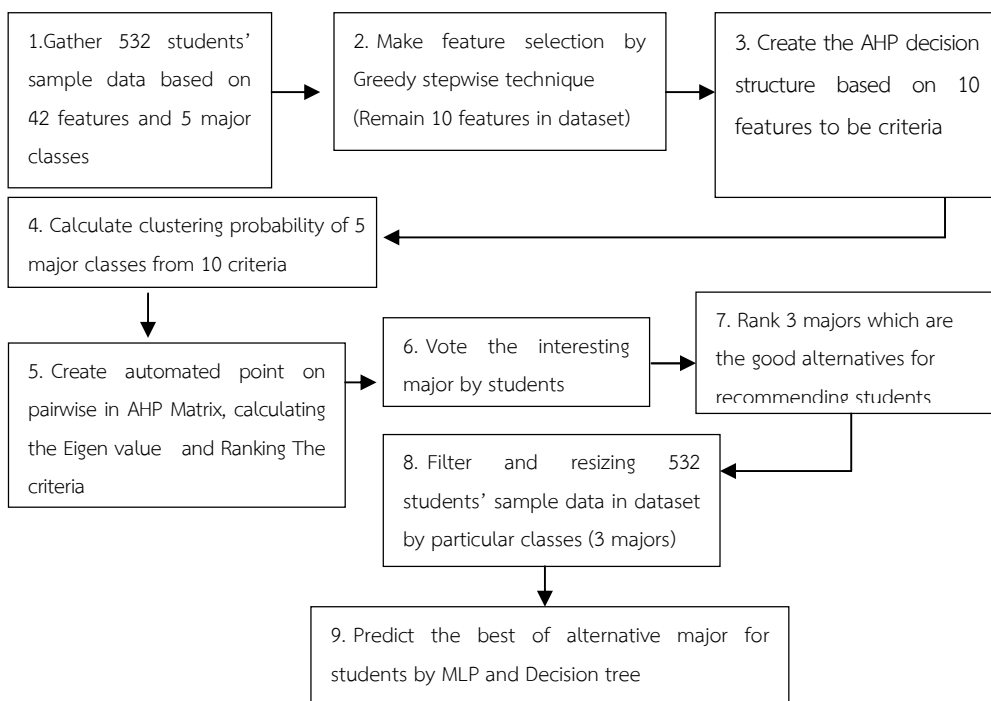 1.Gather 532 students’
sample data based on
42 features and 5 major
classes
2. Make feature selection by
Greedy stepwise technique
(Remain 10 features in dataset)
3. Create the AHP decision
structure based on 10
features to be criteria
4. Calculate clustering probability of 5
major classes from 10 criteria
5. Create automated point on
pairwise in AHP Matrix, calculating
the Eigen value and Ranking The
criteria
6. Vote the interesting
major by students
7. Rank 3 majors which are
the good alternatives for
recommending students
8. Filter and resizing 532
students’ sample data in dataset
by particular classes (3 majors)
9. Predict the best of alternative major for
students by MLP and Decision tree